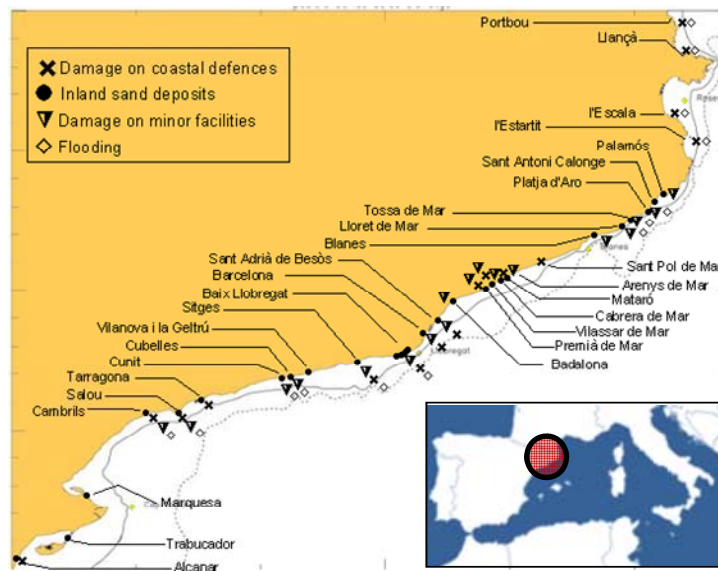 Portbou
Llançà
Damage on coastal defences
Inland sand deposits
Damage on minor facilities
Flooding
l'Escala
l'Estartit
Palamós
Sant Antoni Calonge
Platja d'Aro
Tossa de Mar
Lloret de Mar
Blanes
Sant Adrià de Besòs
Barcelona
Baix Llobregat
Sitges
Vilanova i la Geltrú
Cubelles
Cunit
Tarragona
Salou
Cambrils
Sant Pol de Ma
Arenys de Mar
Mataró
Cabrera de Mar
Vilassar de Mar
Premià de Mar
Badalona
Marquesa
Trabucador
Alcanar